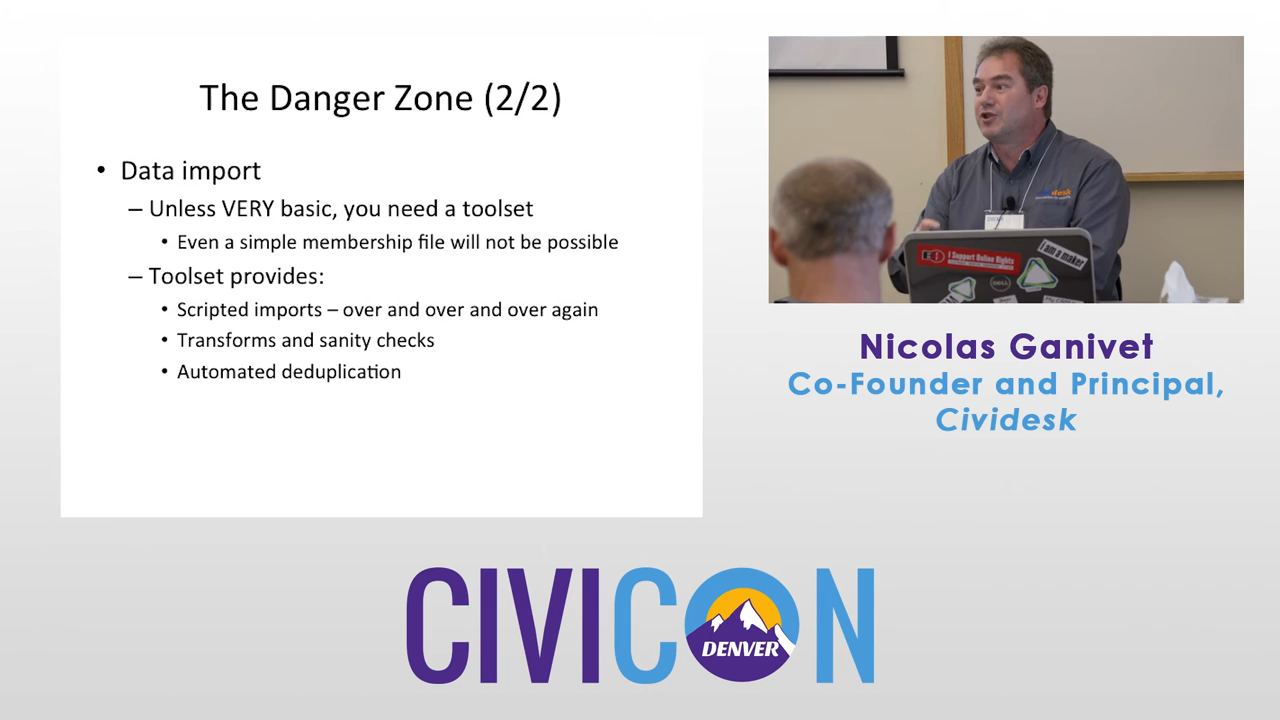 The Danger Zone (2/2)
• Data import
– Unless VERY basic, you need a toolset
• Even a simple membership file will not be possible
– Toolset provides:
• Scripted imports – over and over and over again
• Transforms and sanity checks
• Automated deduplication
desk
I Support Online Rights
I am a maker
DELL
Nicolas Ganivet
Co-Founder and Principal,
Cividesk
CIVICON
DENVER